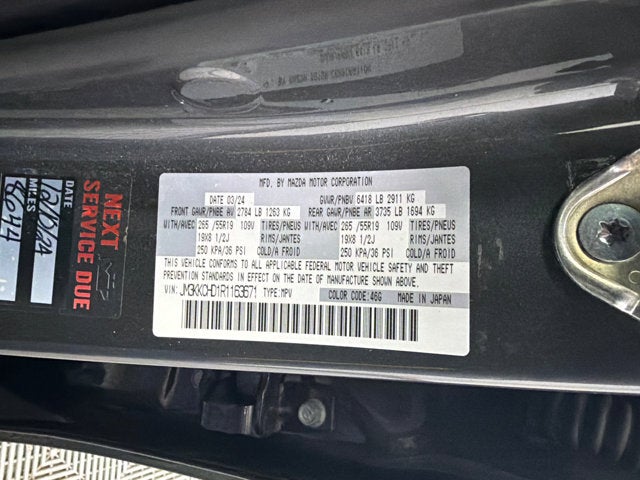 MFD. BY MAZDA MOTOR CORPORATION
DATE 03/24 GVWR/PNBV 6418 LB 2911 KG
FRONT GAWR/PNBE AV 2784 LB 1263 KG REAR GAWR/PNBE AR 3735 LB 1694 KG
WITH/AVEC 265 /55R19 109V TIRES/PNEUS WITH/AVEC 265 /55R19 109V TIRES/PNEUS
19X8 1/2J RIMS/JANTES 19X8 1/2J RIMS/JANTES
250 KPA/36 PSI COLD/A FROID 250 KPA/36 PSI COLD/A FROID
THIS VEHICLE CONFORMS TO ALL APPLICABLE FEDERAL MOTOR VEHICLE SAFETY AND THEFT
PREVENTION STANDARDS IN EFFECT ON THE DATE OF MANUFACTURE SHOWN ABOVE.
VIN: JM3KKCHD1R1163671 TYPE:MPV COLOR CODE:46G MADE IN JAPAN
NEXT
SERVICE DUE
DATE:
MILES: